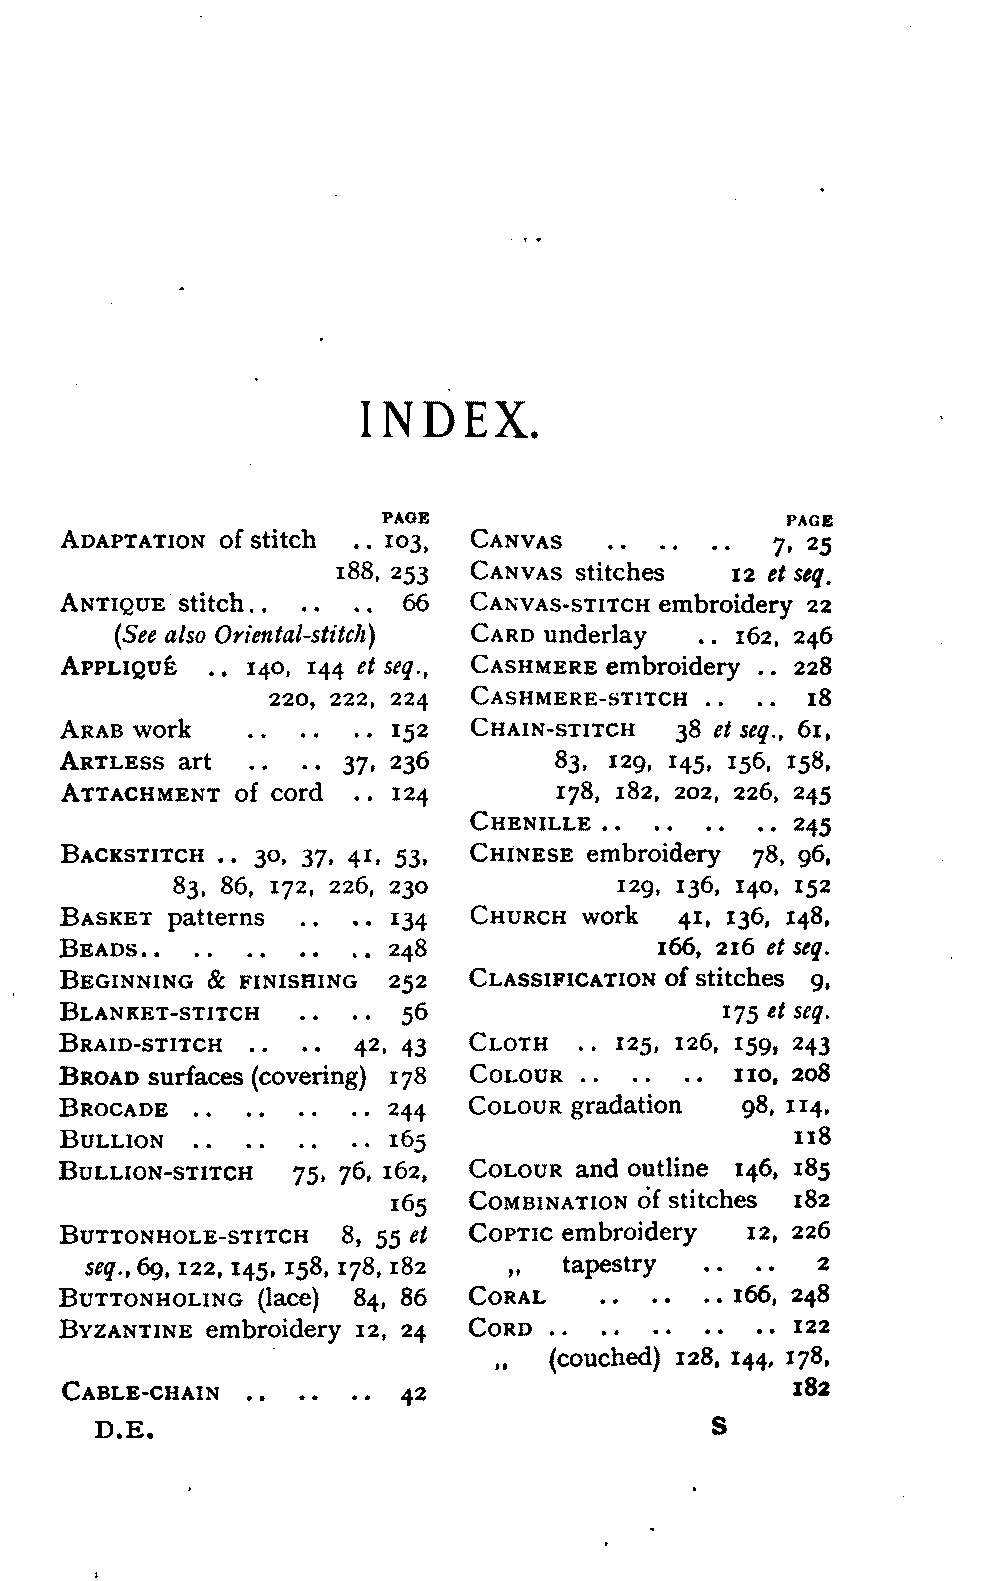 INDEX.
PAGE
ADAPTATION of stitch .. 103,
188, 253
ANTIQUE stitch.. .. .. 66
(See also Oriental-stitch)
APPLIQUÉ .. 140, 144 et seq.,
220, 222, 224
ARAB work .. .. .. 152
ARTLESS art .. .. 37, 236
ATTACHMENT of cord .. 124
BACKSTITCH .. 30, 37, 41, 53,
83, 86, 172, 226, 230
BASKET patterns .. .. 134
BEADS.. .. .. .. .. 248
BEGINNING & FINISHING 252
BLANKET-STITCH .. .. 56
BRAID-STITCH .. .. 42, 43
BROAD surfaces (covering) 178
BROCADE .. .. .. .. 244
BULLION .. .. .. .. 165
BULLION-STITCH 75, 76, 162,
165
BUTTONHOLE-STITCH 8, 55 et
seq., 69, 122, 145, 158, 178, 182
BUTTONHOLING (lace) 84, 86
BYZANTINE embroidery 12, 24
CABLE-CHAIN .. .. .. 42
D.E.
PAGE
CANVAS .. .. .. 7, 25
CANVAS stitches 12 et seq.
CANVAS-STITCH embroidery 22
CARD underlay .. 162, 246
CASHMERE embroidery .. 228
CASHMERE-STITCH .. .. 18
CHAIN-STITCH 38 et seq., 61,
83, 129, 145, 156, 158,
178, 182, 202, 226, 245
CHENILLE .. .. .. .. 245
CHINESE embroidery 78, 96,
129, 136, 140, 152
CHURCH work 41, 136, 148,
166, 216 et seq.
CLASSIFICATION of stitches 9,
175 et seq.
CLOTH .. 125, 126, 159, 243
COLOUR .. .. .. 110, 208
COLOUR gradation 98, 114,
118
COLOUR and outline 146, 185
COMBINATION of stitches 182
COPTIC embroidery 12, 226
„ tapestry .. .. 2
CORAL .. .. .. 166, 248
CORD .. .. .. .. .. 122
„ (couched) 128, 144, 178,
182
S